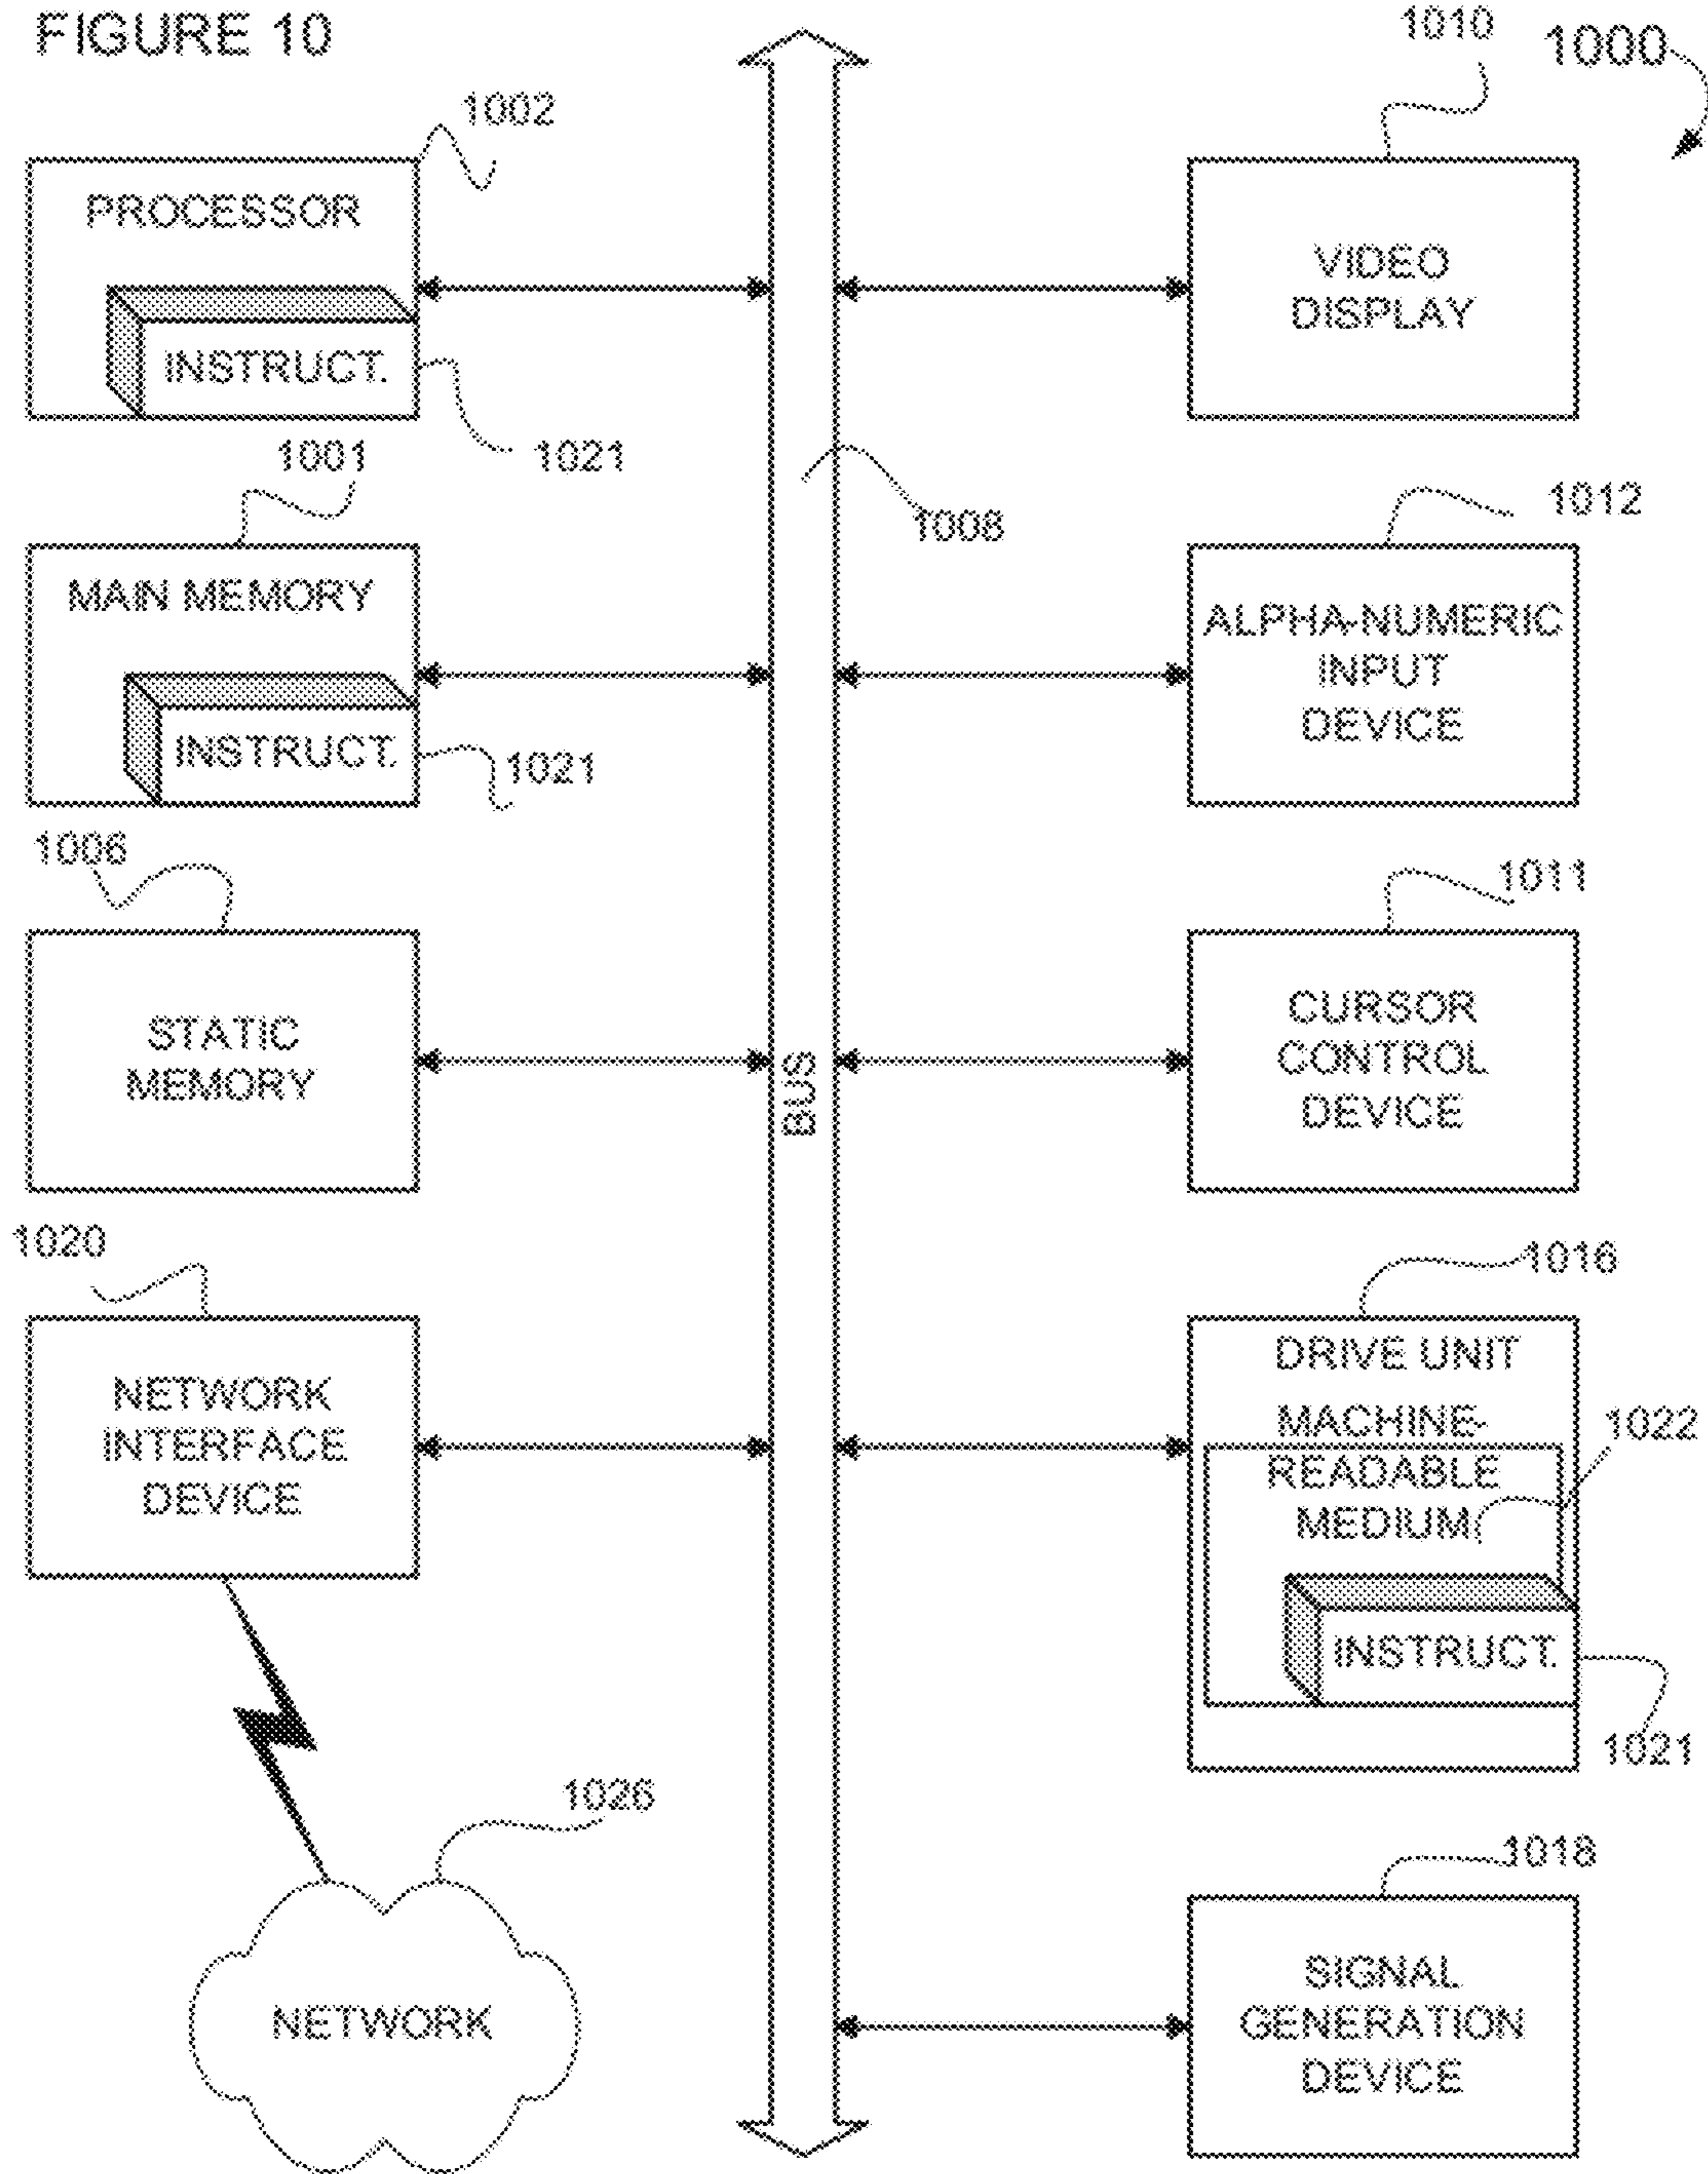 FIGURE 10
1010
1000
1002
PROCESSOR
INSTRUCT.
1021
VIDEO
DISPLAY
1001
MAIN MEMORY
INSTRUCT.
1021
1008
1012
ALPHA-NUMERIC
INPUT
DEVICE
1006
STATIC
MEMORY
BUS
1011
CURSOR
CONTROL
DEVICE
1020
NETWORK
INTERFACE
DEVICE
1016
DRIVE UNIT
MACHINE-
READABLE
MEDIUM
1022
INSTRUCT.
1021
1026
NETWORK
1018
SIGNAL
GENERATION
DEVICE